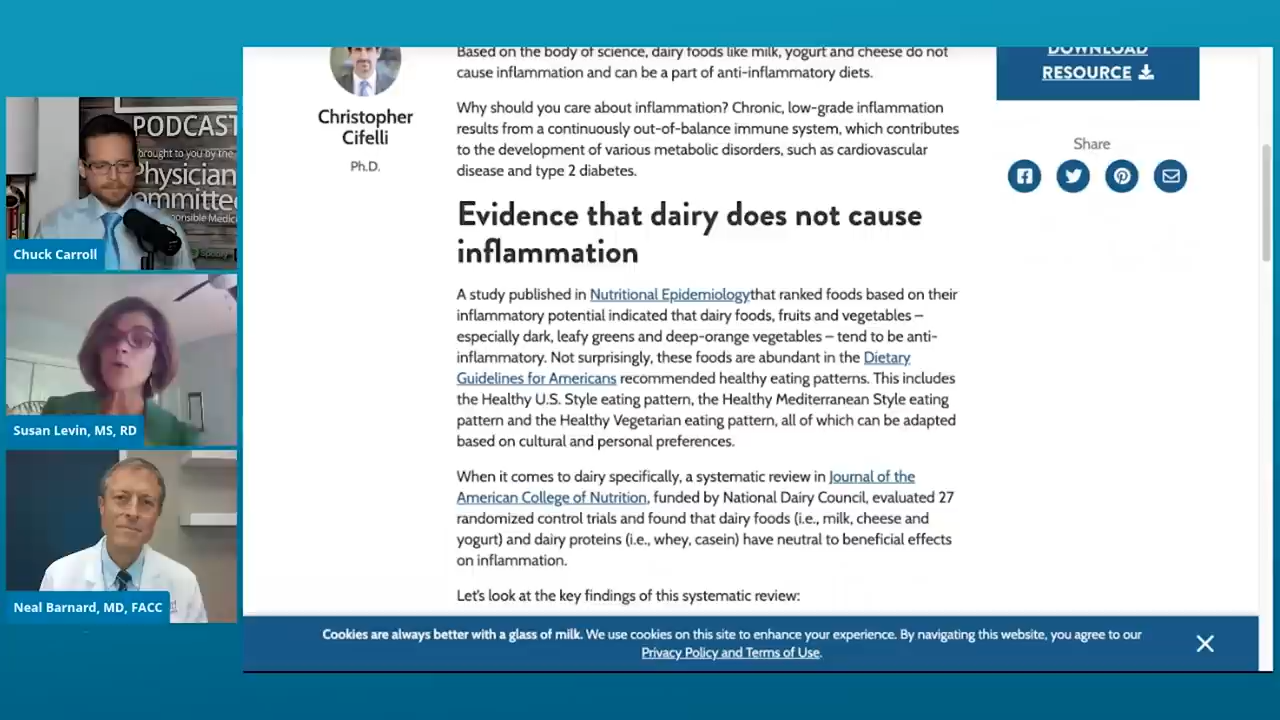 PODCAST
brought to you by the
Physician
ommittee
ponsible Medici
Chuck Carroll
Susan Levin, MS, RD
Neal Barnard, MD, FACC
Christopher
Cifelli
Ph.D.
Based on the body of science, dairy foods like milk, yogurt and cheese do not
cause inflammation and can be a part of anti-inflammatory diets.
Why should you care about inflammation? Chronic, low-grade inflammation
results from a continuously out-of-balance immune system, which contributes
to the development of various metabolic disorders, such as cardiovascular
disease and type 2 diabetes.
Evidence that dairy does not cause
inflammation
A study published in Nutritional Epidemiologythat ranked foods based on their
inflammatory potential indicated that dairy foods, fruits and vegetables –
especially dark, leafy greens and deep-orange vegetables – tend to be anti-
inflammatory. Not surprisingly, these foods are abundant in the Dietary
Guidelines for Americans recommended healthy eating patterns. This includes
the Healthy U.S. Style eating pattern, the Healthy Mediterranean Style eating
pattern and the Healthy Vegetarian eating pattern, all of which can be adapted
based on cultural and personal preferences.
When it comes to dairy specifically, a systematic review in Journal of the
American College of Nutrition, funded by National Dairy Council, evaluated 27
randomized control trials and found that dairy foods (i.e., milk, cheese and
yogurt) and dairy proteins (i.e., whey, casein) have neutral to beneficial effects
on inflammation.
Let's look at the key findings of this systematic review:
DOWNLOAD
RESOURCE
Share
Cookies are always better with a glass of milk. We use cookies on this site to enhance your experience. By navigating this website, you agree to our
Privacy Policy and Terms of Use.